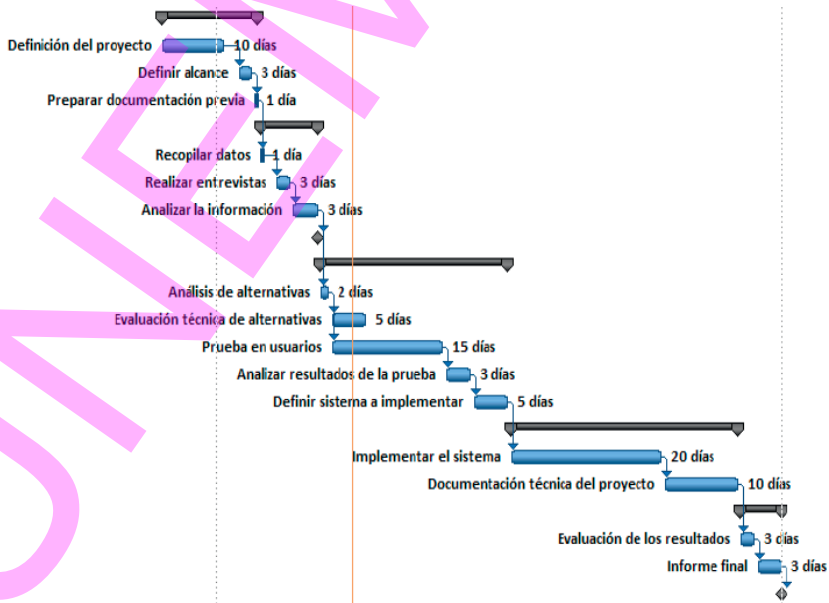 Definición del proyecto 10 días
Definir alcance 3 días
Preparar documentación previa 1 día
Recopilar datos 1 día
Realizar entrevistas 3 días
Analizar la información 3 días
Análisis de alternativas 2 días
Evaluación técnica de alternativas 5 días
Prueba en usuarios 15 días
Analizar resultados de la prueba 3 días
Definir sistema a implementar 5 días
Implementar el sistema 20 días
Documentación técnica del proyecto 10 días
Evaluación de los resultados 3 días
Informe final 3 días